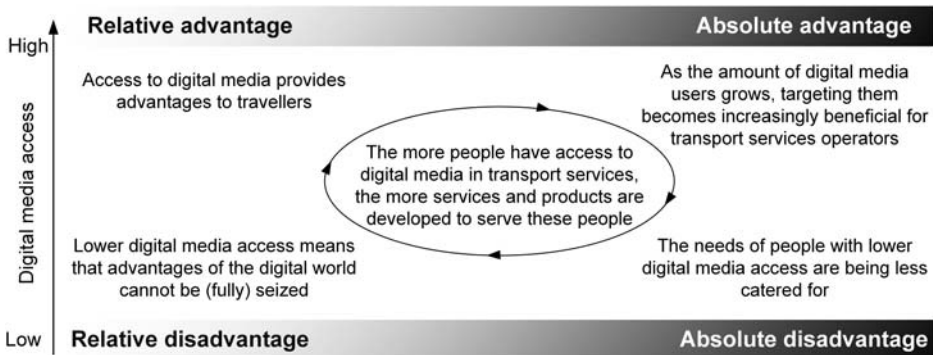 Relative advantage
Absolute advantage
High
Access to digital media provides
advantages to travellers
As the amount of digital media
users grows, targeting them
becomes increasingly beneficial for
transport services operators
Digital media access
The more people have access to
digital media in transport services,
the more services and products are
developed to serve these people
Lower digital media access means
that advantages of the digital world
cannot be (fully) seized
The needs of people with lower
digital media access are being less
catered for
Low
Relative disadvantage
Absolute disadvantage